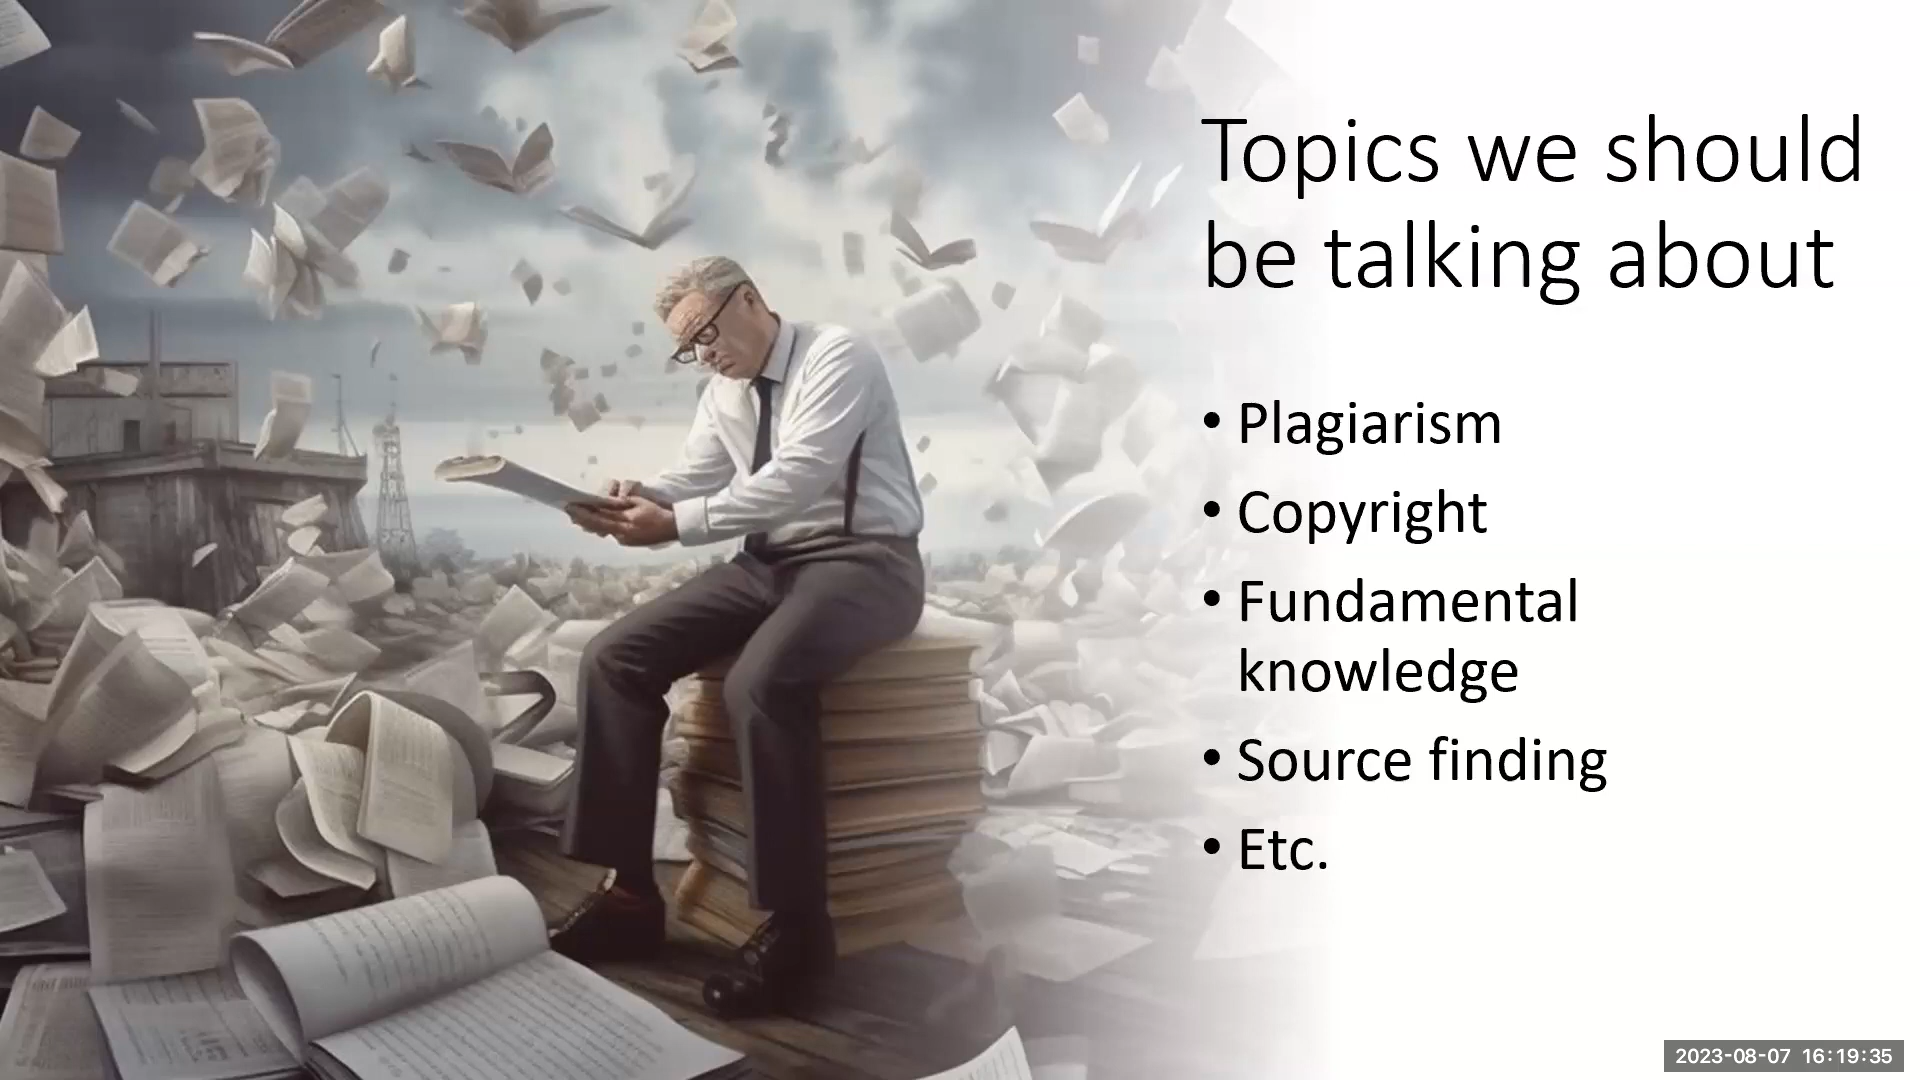 Topics we should
be talking about
• Plagiarism
• Copyright
• Fundamental
knowledge
• Source finding
• Etc.
2023-08-07 16:19:35